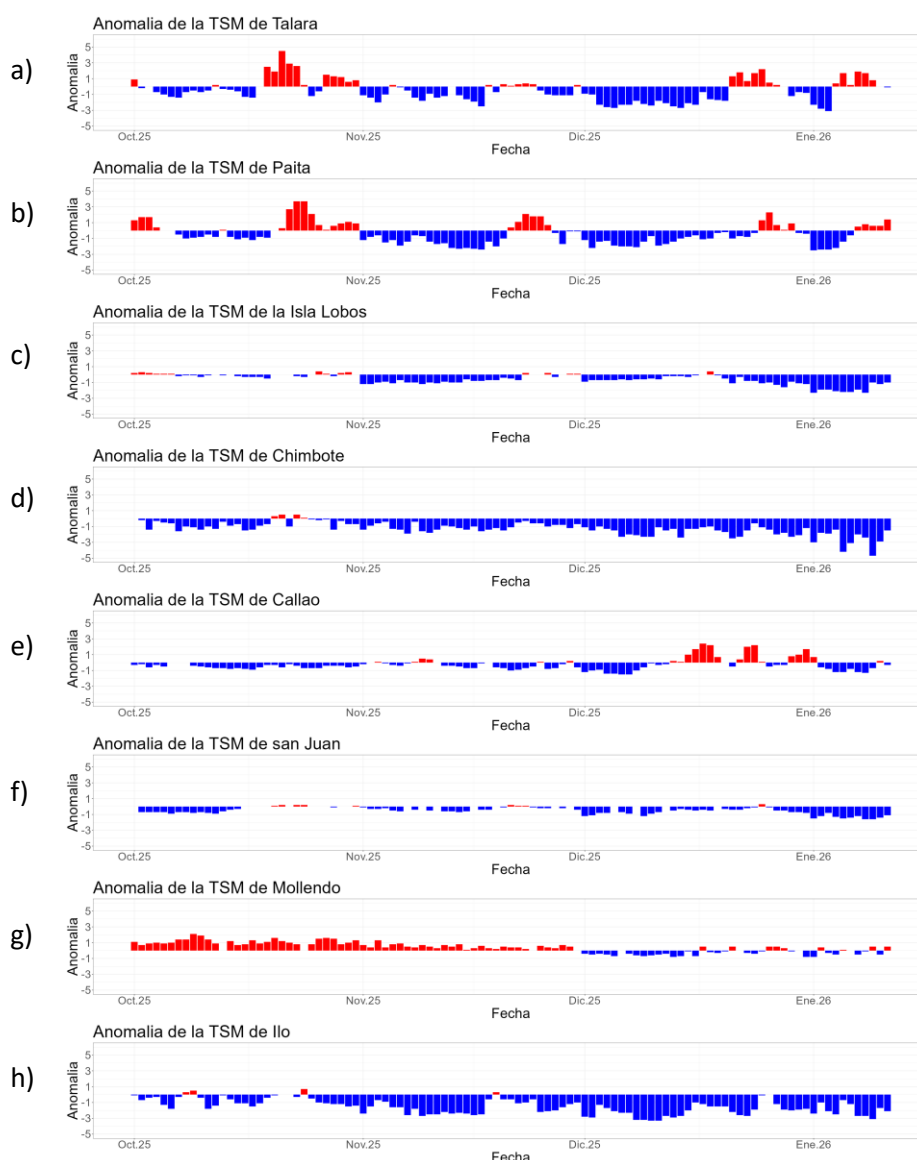 Anomalia de la TSM de Talara
a)
Anomalia
5
3
1
-1
-3
-5
Oct.25 Nov.25 Dic.25 Ene.26
Fecha
Anomalia de la TSM de Paita
b)
Anomalia
5
3
1
-1
-3
-5
Oct.25 Nov.25 Dic.25 Ene.26
Fecha
Anomalia de la TSM de la Isla Lobos
c)
Anomalia
5
3
1
-1
-3
-5
Oct.25 Nov.25 Dic.25 Ene.26
Fecha
Anomalia de la TSM de Chimbote
d)
Anomalia
5
3
1
-1
-3
-5
Oct.25 Nov.25 Dic.25 Ene.26
Fecha
Anomalia de la TSM de Callao
e)
Anomalia
5
3
1
-1
-3
-5
Oct.25 Nov.25 Dic.25 Ene.26
Fecha
Anomalia de la TSM de san Juan
f)
Anomalia
5
3
1
-1
-3
-5
Oct.25 Nov.25 Dic.25 Ene.26
Fecha
Anomalia de la TSM de Mollendo
g)
Anomalia
5
3
1
-1
-3
-5
Oct.25 Nov.25 Dic.25 Ene.26
Fecha
Anomalia de la TSM de Ilo
h)
Anomalia
5
3
1
-1
-3
-5
Oct.25 Nov.25 Dic.25 Ene.26
Fecha